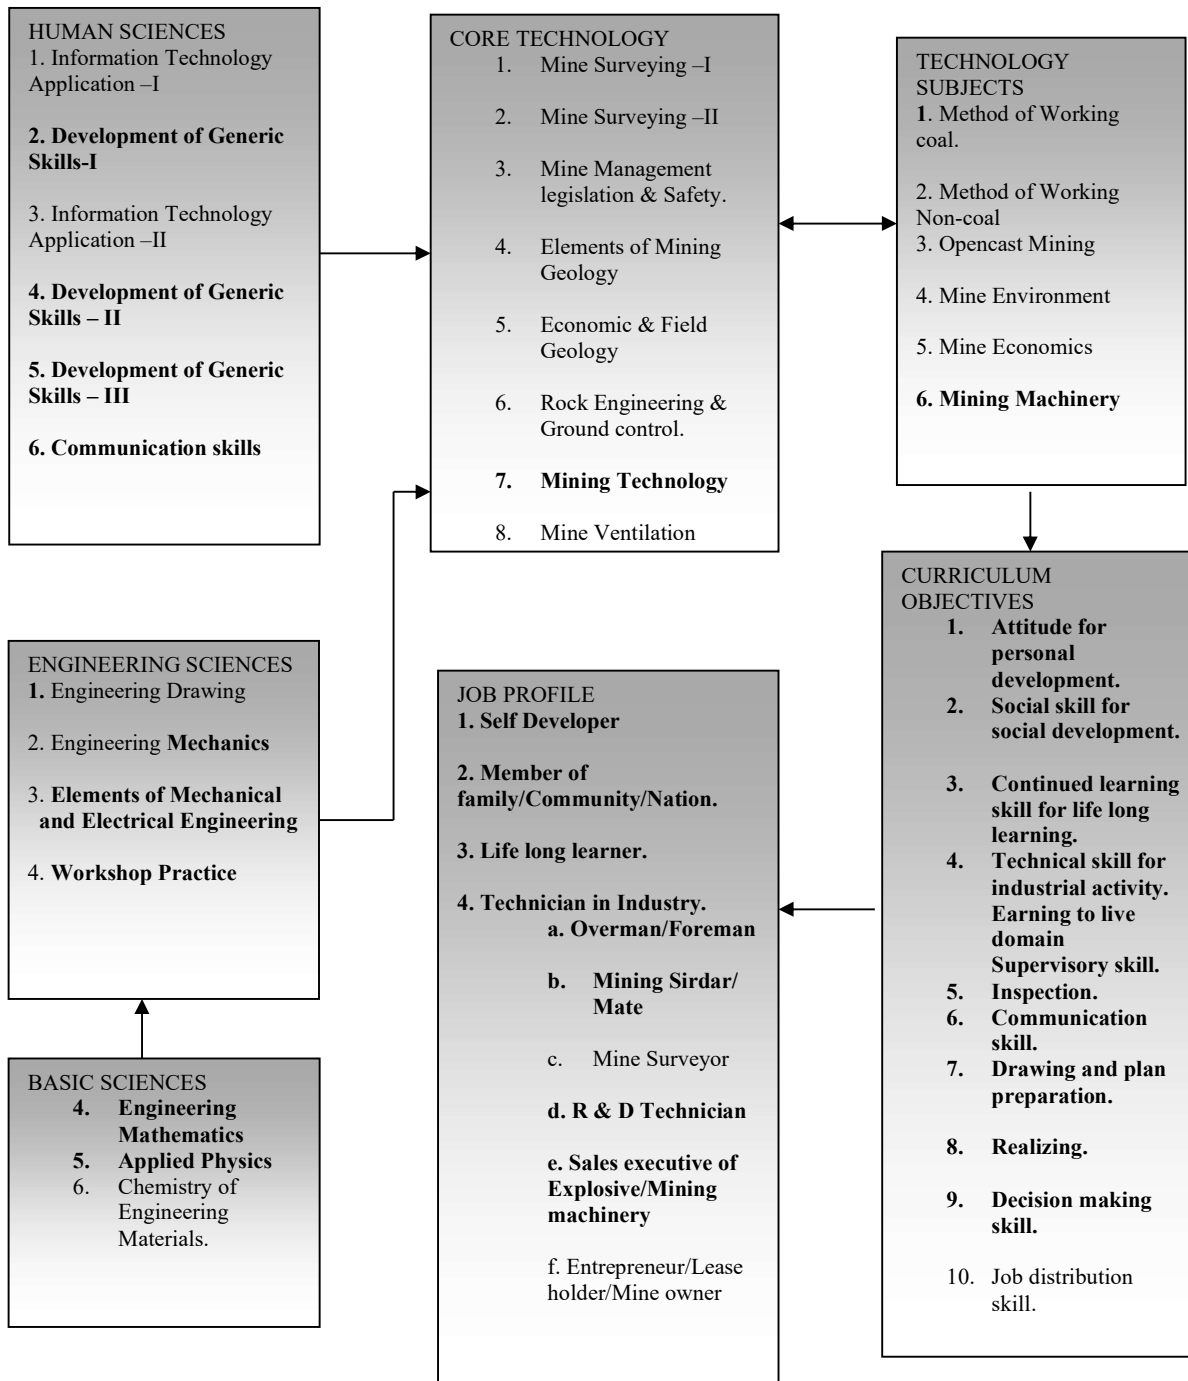 HUMAN SCIENCES
1. Information Technology
Application –I
2. Development of Generic
Skills-I
3. Information Technology
Application –II
4. Development of Generic
Skills – II
5. Development of Generic
Skills – III
6. Communication skills
CORE TECHNOLOGY
1. Mine Surveying –I
2. Mine Surveying –II
3. Mine Management
legislation & Safety.
4. Elements of Mining
Geology
5. Economic & Field
Geology
6. Rock Engineering &
Ground control.
7. Mining Technology
8. Mine Ventilation
TECHNOLOGY
SUBJECTS
1. Method of Working
coal.
2. Method of Working
Non-coal
3. Opencast Mining
4. Mine Environment
5. Mine Economics
6. Mining Machinery
ENGINEERING SCIENCES
1. Engineering Drawing
2. Engineering Mechanics
3. Elements of Mechanical
and Electrical Engineering
4. Workshop Practice
BASIC SCIENCES
4. Engineering
Mathematics
5. Applied Physics
6. Chemistry of
Engineering
Materials.
JOB PROFILE
1. Self Developer
2. Member of
family/Community/Nation.
3. Life long learner.
4. Technician in Industry.
a. Overman/Foreman
b. Mining Sirdar/
Mate
c. Mine Surveyor
d. R & D Technician
e. Sales executive of
Explosive/Mining
machinery
f. Entrepreneur/Lease
holder/Mine owner
CURRICULUM
OBJECTIVES
1. Attitude for
personal
development.
2. Social skill for
social development.
3. Continued learning
skill for life long
learning.
4. Technical skill for
industrial activity.
Earning to live
domain
Supervisory skill.
5. Inspection.
6. Communication
skill.
7. Drawing and plan
preparation.
8. Realizing.
9. Decision making
skill.
10. Job distribution
skill.